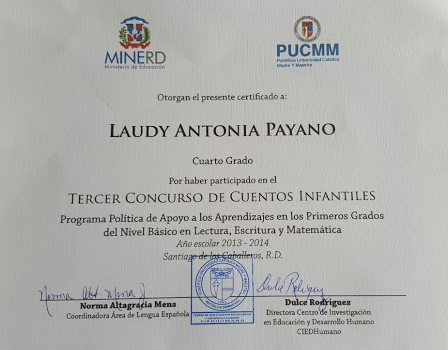 MINERD
Ministerio de Educación
PUCMM
Pontificia Universidad Católica
Madre Y Maestra
Otorgan el presente certificado a:
LAUDY ANTONIA PAYANO
Cuarto Grado
Por haber participado en el
TERCER CONCURSO DE CUENTOS INFANTILES
Programa Política de Apoyo a los Aprendizajes en los Primeros Grados
del Nivel Básico en Lectura, Escritura y Matemática
Año escolar 2013 - 2014
Santiago de los Caballeros, R.D.
Norma Altagracia Mena
Coordinadora Área de Lengua Española
Dulce Rodríguez
Directora Centro de Investigación
en Educación y Desarrollo Humano
CIEDHumano